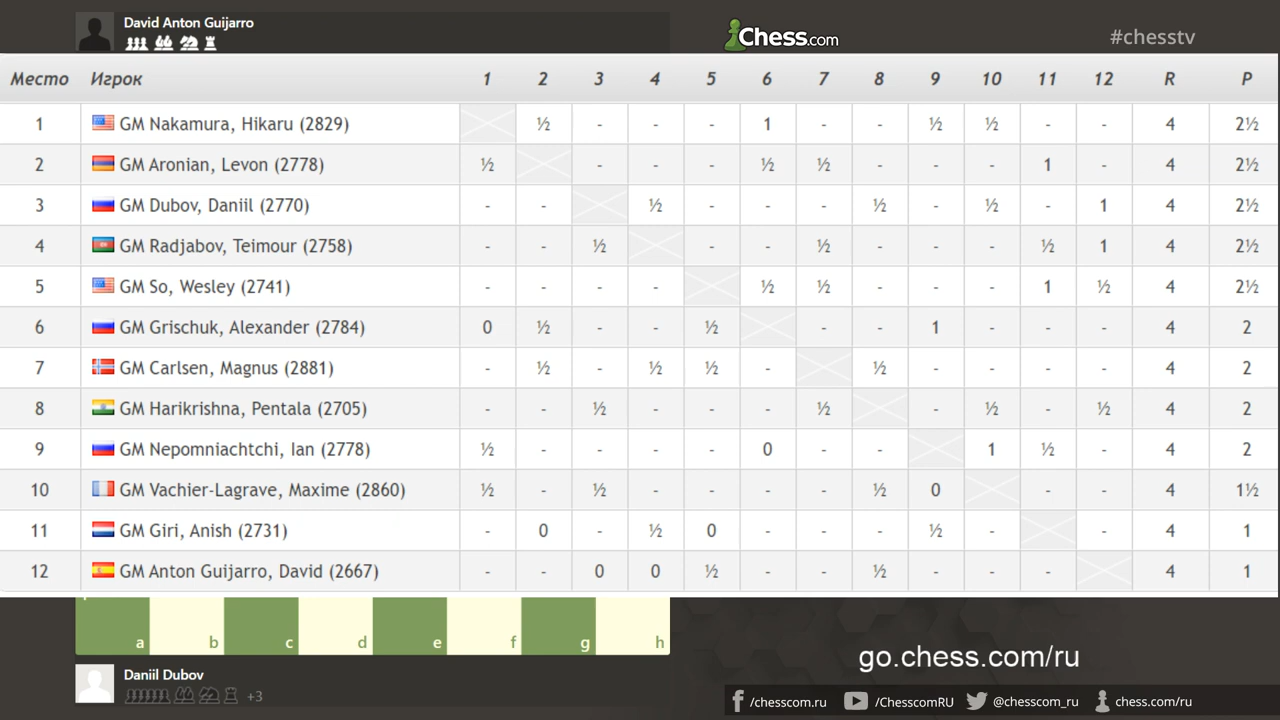 David Anton Guijarro
Chess.com
#chesstv
Место Игрок 1 2 3 4 5 6 7 8 9 10 11 12 R P
1 GM Nakamura, Hikaru (2829) ½ - - - 1 - - ½ ½ - - 4 2½
2 GM Aronian, Levon (2778) ½ - - - ½ ½ - - - 1 - 4 2½
3 GM Dubov, Daniil (2770) - - ½ - - - ½ - ½ - 1 4 2½
4 GM Radjabov, Teimour (2758) - - ½ - - ½ - - - ½ 1 4 2½
5 GM So, Wesley (2741) - - - - ½ ½ - - - 1 ½ 4 2½
6 GM Grischuk, Alexander (2784) 0 ½ - - ½ - - 1 - - - 4 2
7 GM Carlsen, Magnus (2881) - ½ - ½ ½ - ½ - - - - 4 2
8 GM Harikrishna, Pentala (2705) - - ½ - - - ½ - ½ - ½ 4 2
9 GM Nepomniachtchi, Ian (2778) ½ - - - - 0 - - 1 ½ - 4 2
10 GM Vachier-Lagrave, Maxime (2860) ½ - ½ - - - - ½ 0 - - 4 1½
11 GM Giri, Anish (2731) - 0 - ½ 0 - - - ½ - - 4 1
12 GM Anton Guijarro, David (2667) - - 0 0 ½ - - ½ - - - 4 1
a b c d e f g h
Daniil Dubov
+3
go.chess.com/ru
/chesscom.ru /ChesscomRU @chesscom_ru chess.com/ru